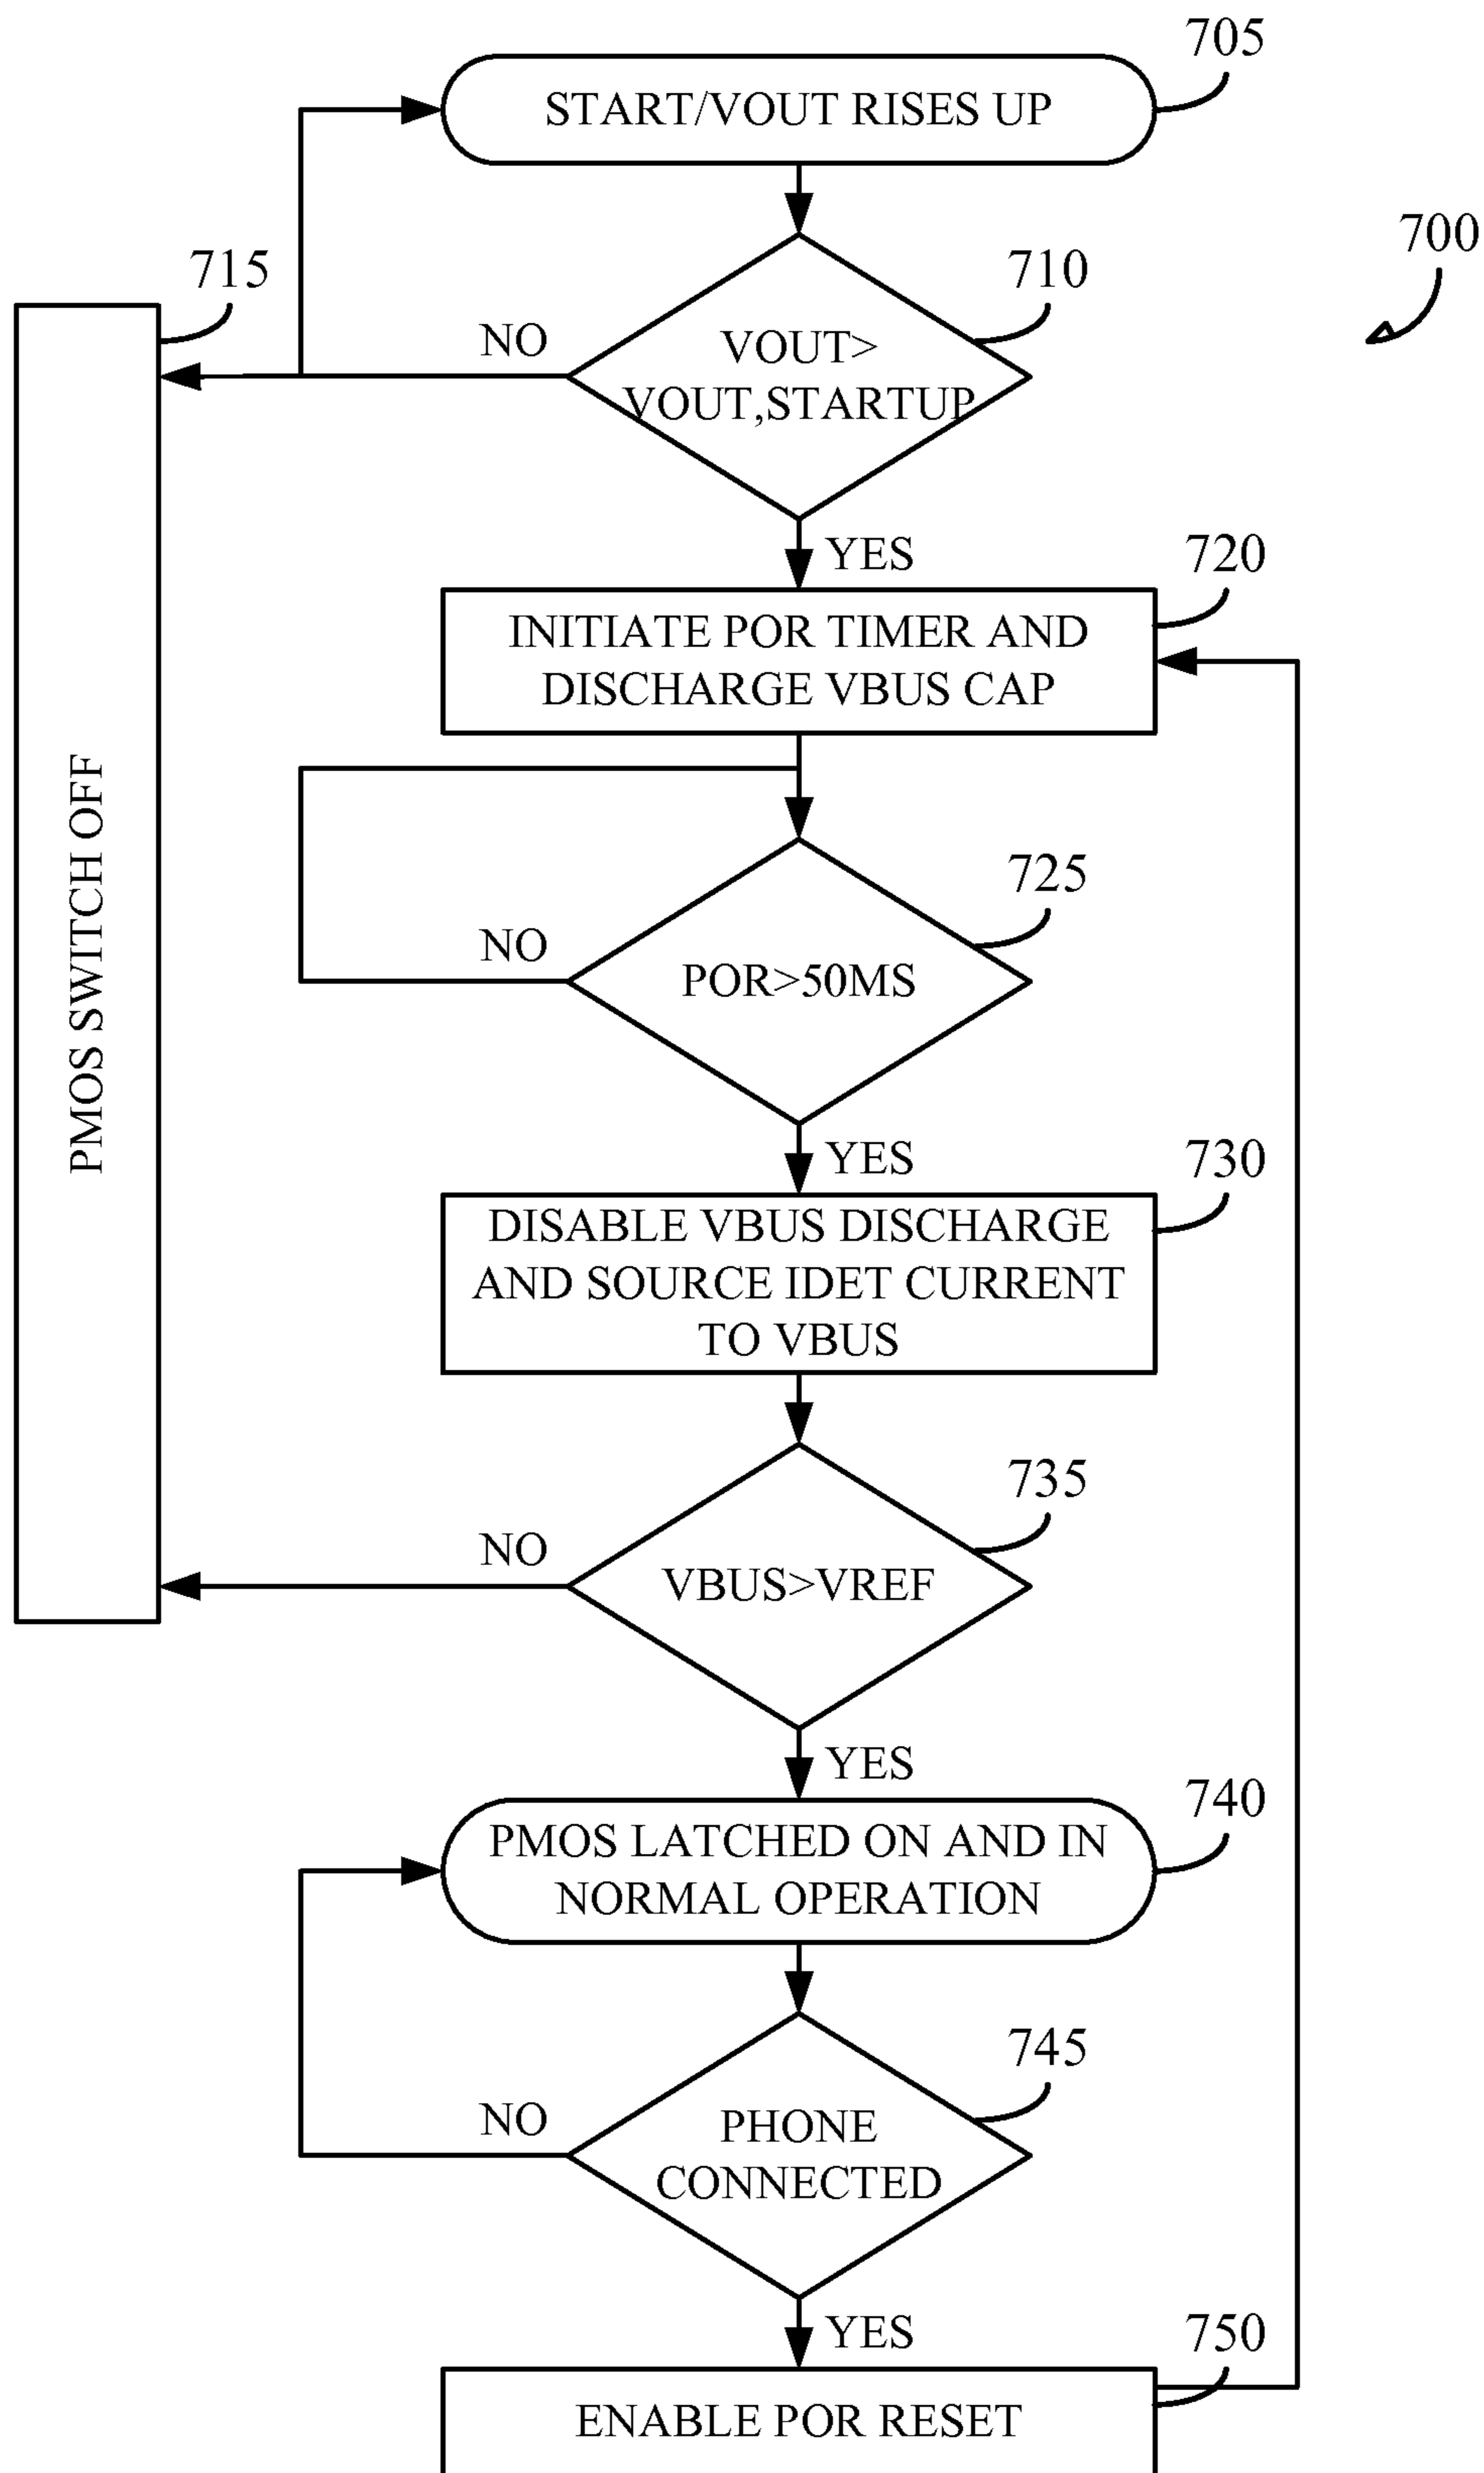 705
START/VOUT RISES UP
700
715
710
NO
VOUT>
VOUT,STARTUP
YES
720
INITIATE POR TIMER AND
DISCHARGE VBUS CAP
PMOS SWITCH OFF
725
NO
POR>50MS
YES
730
DISABLE VBUS DISCHARGE
AND SOURCE IDET CURRENT
TO VBUS
735
NO
VBUS>VREF
YES
740
PMOS LATCHED ON AND IN
NORMAL OPERATION
745
NO
PHONE
CONNECTED
YES
750
ENABLE POR RESET